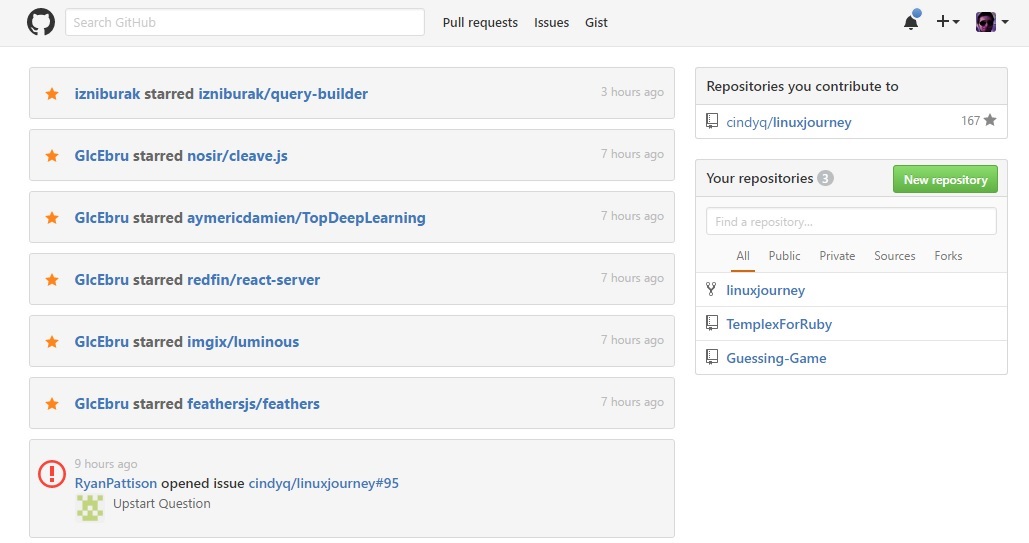 Search GitHub Pull requests Issues Gist
izniburak starred izniburak/query-builder 3 hours ago
GlcEbru starred nosir/cleave.js 7 hours ago
GlcEbru starred aymericdamien/TopDeepLearning 7 hours ago
GlcEbru starred redfin/react-server 7 hours ago
GlcEbru starred imgix/luminous 7 hours ago
GlcEbru starred feathersjs/feathers 7 hours ago
9 hours ago
RyanPattison opened issue cindyq/linuxjourney#95
Upstart Question
Repositories you contribute to
cindyq/linuxjourney 167
Your repositories 3 New repository
Find a repository...
All Public Private Sources Forks
linuxjourney
TemplexForRuby
Guessing-Game